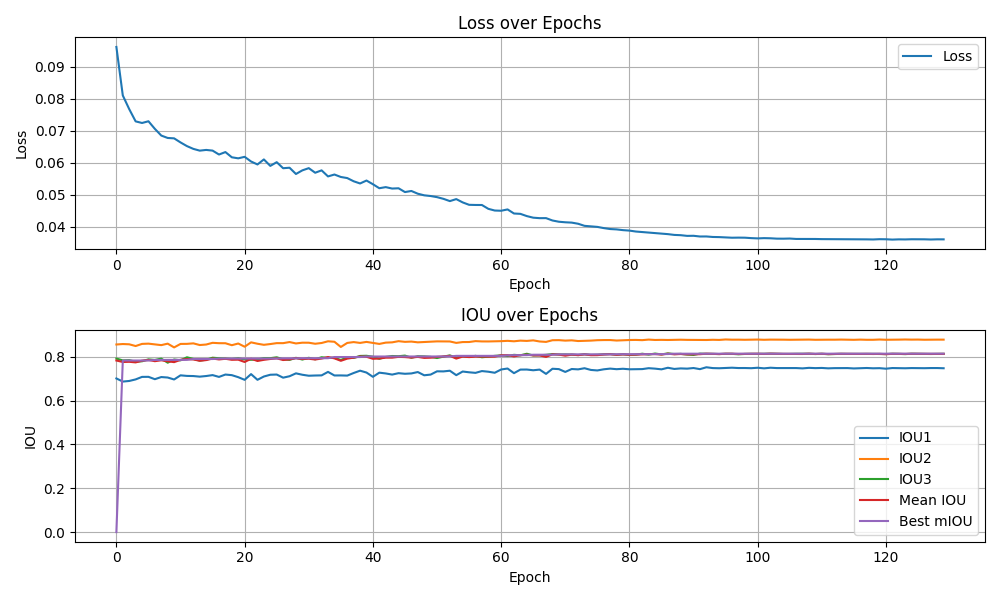 Loss over Epochs
Loss
0.09
0.08
0.07
0.06
0.05
0.04
Loss
0 20 40 60 80 100 120
Epoch
IOU over Epochs
IOU
0.8
0.6
0.4
0.2
0.0
IOU1
IOU2
IOU3
Mean IOU
Best mIOU
0 20 40 60 80 100 120
Epoch